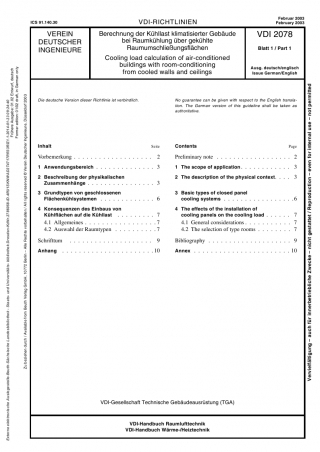 ICS 91.140.30
VDI-RICHTLINIEN
Februar 2003
February 2003
VEREIN
DEUTSCHER
INGENIEURE
Berechnung der Kühllast klimatisierter Gebäude
bei Raumkühlung über gekühlte
Raumumschließungsflächen
Cooling load calculation of air-conditioned
buildings with room-conditioning
from cooled walls and ceilings
VDI 2078
Blatt 1 / Part 1
Ausg. deutsch/englisch
Issue German/English
Die deutsche Version dieser Richtlinie ist verbindlich.
No guarantee can be given with respect to the English transla-
tion. The German version of this guideline shall be taken as
authoritative.
Inhalt Seite
Vorbemerkung 2
1 Anwendungsbereich 3
2 Beschreibung der physikalischen
Zusammenhänge 3
3 Grundtypen von geschlossenen
Flächenkühlsystemen 6
4 Konsequenzen des Einbaus von
Kühlflächen auf die Kühllast 7
4.1 Allgemeines 7
4.2 Auswahl der Raumtypen 7
Schrifttum 9
Anhang 10
Contents Page
Preliminary note 2
1 The scope of application 3
2 The description of the physical context 3
3 Basic types of closed panel
cooling systems 6
4 The effects of the installation of
cooling panels on the cooling load 7
4.1 General considerations 7
4.2 The selection of type rooms 7
Bibliography 9
Annex 10
VDI-Gesellschaft Technische Gebäudeausrüstung (TGA)
VDI-Handbuch Raumlufttechnik
VDI-Handbuch Wärme-/Heiztechnik
Vervielfältigung – auch für innerbetriebliche Zwecke – nicht gestattet / Reproduction – even for internal use – not permitted